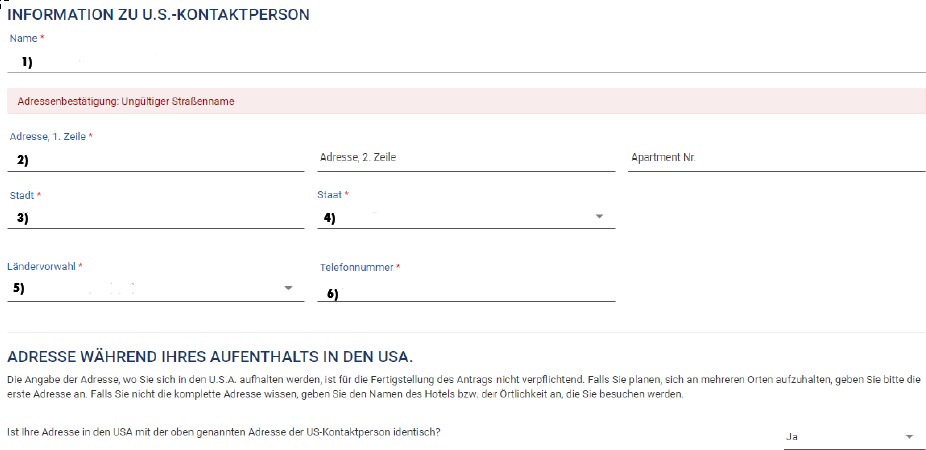 INFORMATION ZU U.S.-KONTAKTPERSON
Name *
1)
Adressenbestätigung: Ungültiger Straßenname
Adresse, 1. Zeile *
2)
Adresse, 2. Zeile
Apartment Nr.
Stadt *
3)
Staat *
4)
Ländervorwahl *
5)
Telefonnummer *
6)
ADRESSE WÄHREND IHRES AUFENTHALTS IN DEN USA.
Die Angabe der Adresse, wo Sie sich in den U.S.A. aufhalten werden, ist für die Fertigstellung des Antrags nicht verpflichtend. Falls Sie planen, sich an mehreren Orten aufzuhalten, geben Sie bitte die
erste Adresse an. Falls Sie nicht die komplette Adresse wissen, geben Sie den Namen des Hotels bzw. der Örtlichkeit an, die Sie besuchen werden.
Ist Ihre Adresse in den USA mit der oben genannten Adresse der US-Kontaktperson identisch?
Ja